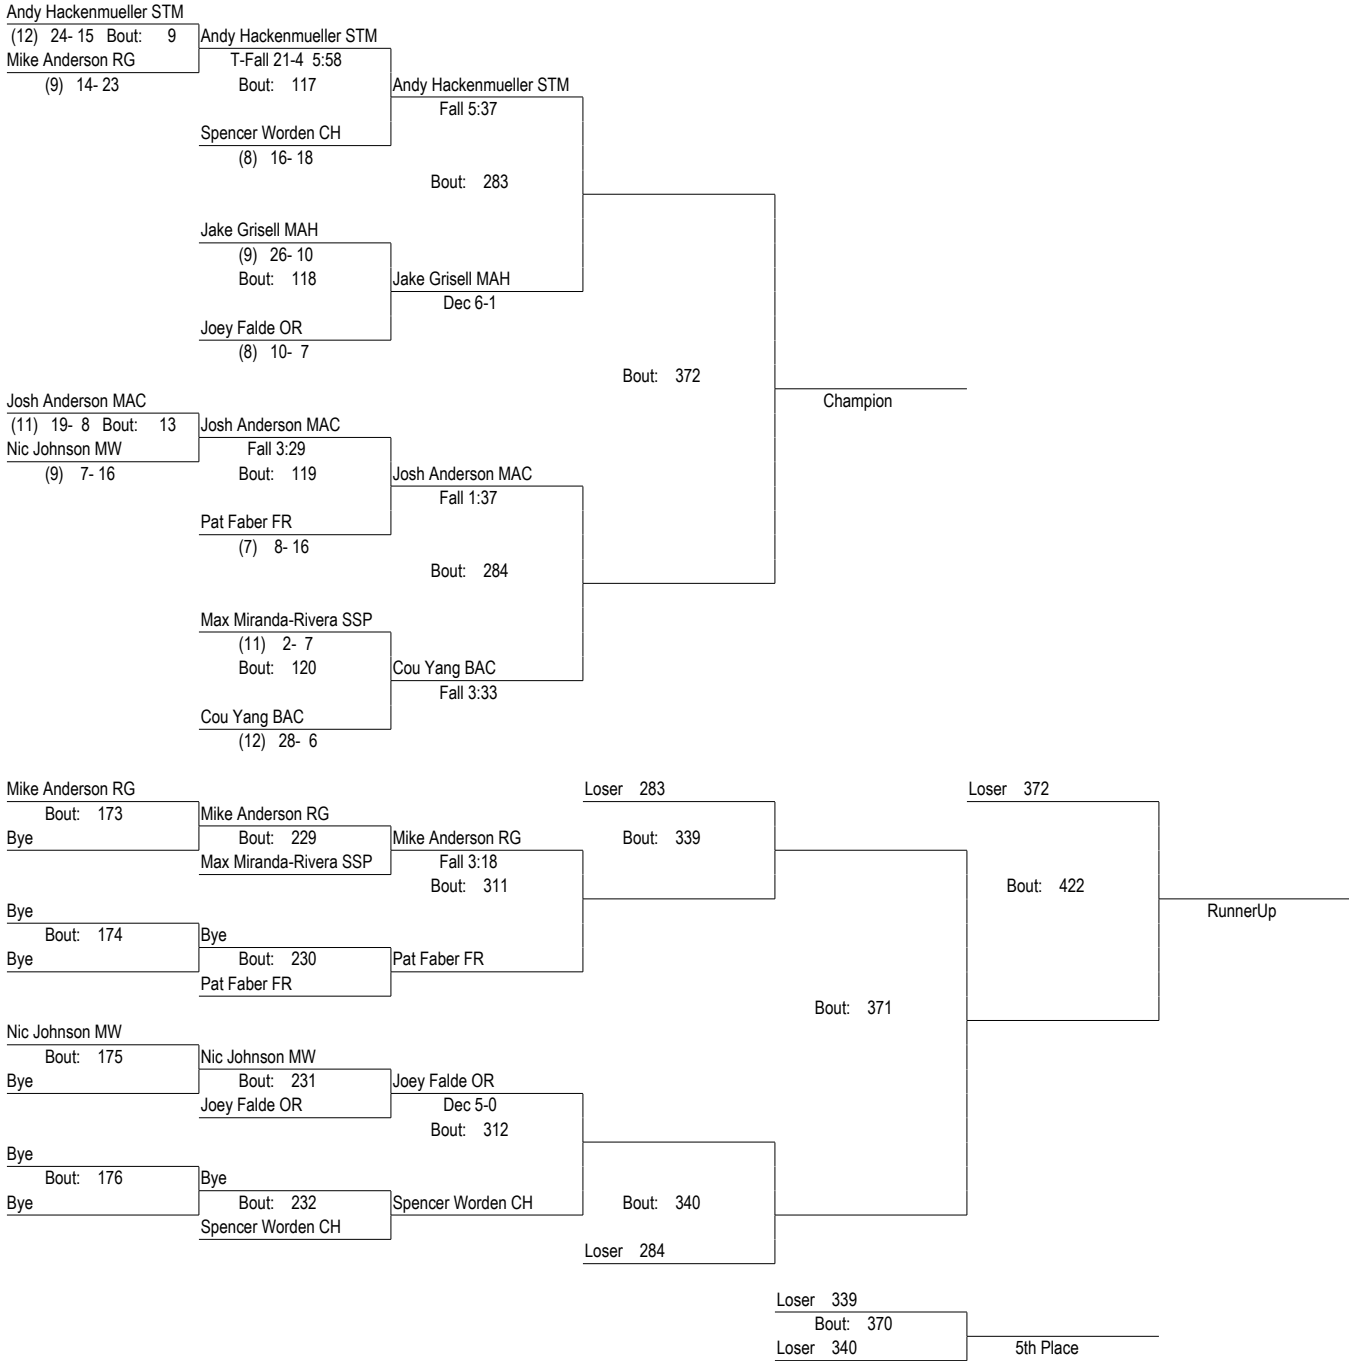 Andy Hackenmueller STM
(12) 24- 15 Bout: 9 Andy Hackenmueller STM
Mike Anderson RG T-Fall 21-4 5:58
(9) 14- 23 Bout: 117 Andy Hackenmueller STM
Fall 5:37
Spencer Worden CH
(8) 16- 18
Bout: 283
Jake Grisell MAH
(9) 26- 10
Bout: 118 Jake Grisell MAH
Dec 6-1
Joey Falde OR
(8) 10- 7
Bout: 372
Josh Anderson MAC Champion
(11) 19- 8 Bout: 13 Josh Anderson MAC
Nic Johnson MW Fall 3:29
(9) 7- 16 Bout: 119 Josh Anderson MAC
Fall 1:37
Pat Faber FR
(7) 8- 16
Bout: 284
Max Miranda-Rivera SSP
(11) 2- 7
Bout: 120 Cou Yang BAC
Fall 3:33
Cou Yang BAC
(12) 28- 6
Mike Anderson RG Loser 283 Loser 372
Bout: 173 Mike Anderson RG
Bye Bout: 229 Mike Anderson RG Bout: 339
Max Miranda-Rivera SSP Fall 3:18
Bout: 311 Bout: 422
Bye RunnerUp
Bout: 174 Bye
Bye Bout: 230 Pat Faber FR
Pat Faber FR
Bout: 371
Nic Johnson MW
Bout: 175 Nic Johnson MW
Bye Bout: 231 Joey Falde OR
Joey Falde OR Dec 5-0
Bout: 312
Bye
Bout: 176 Bye
Bye Bout: 232 Spencer Worden CH Bout: 340
Spencer Worden CH
Loser 284
Loser 339
Bout: 370
Loser 340 5th Place